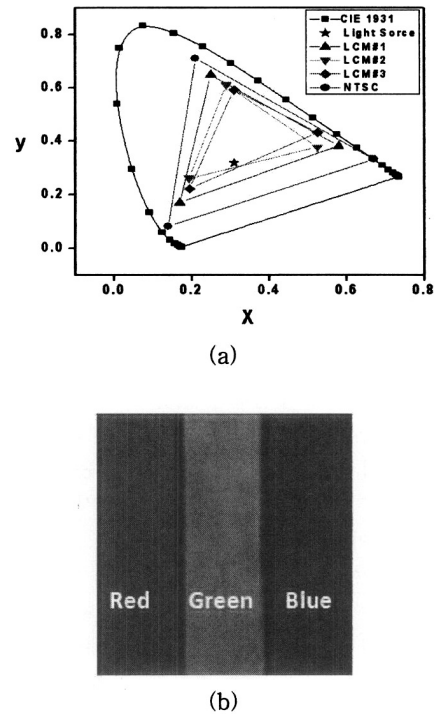 CIE 1931
Light Sorce
LCM#1
LCM#2
LCM#3
NTSC
0.8
0.6
0.4
0.2
0.0
y
0.0 0.2 0.4 0.6 0.8
X
(a)
Red Green Blue
(b)